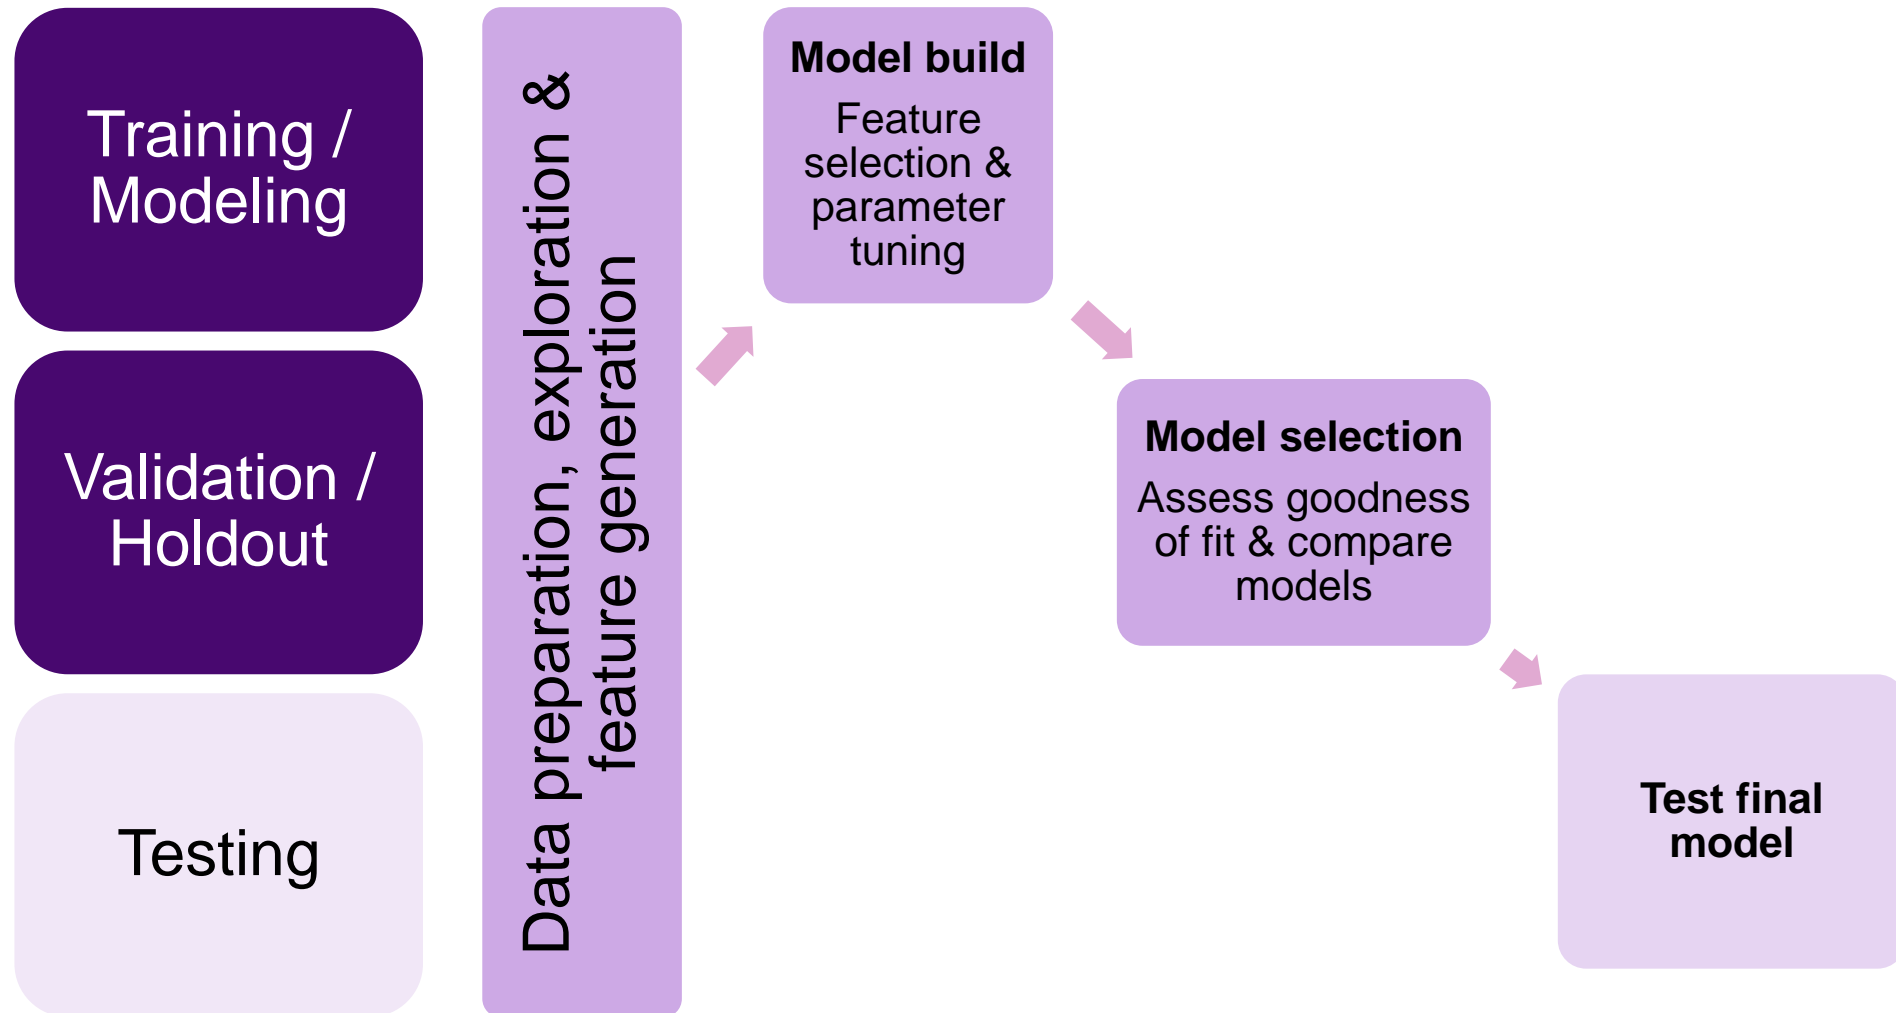 Training /
Modeling
Validation /
Holdout
Testing
Data preparation, exploration &
feature generation
Model build
Feature
selection &
parameter
tuning
Model selection
Assess goodness
of fit & compare
models
Test final
model